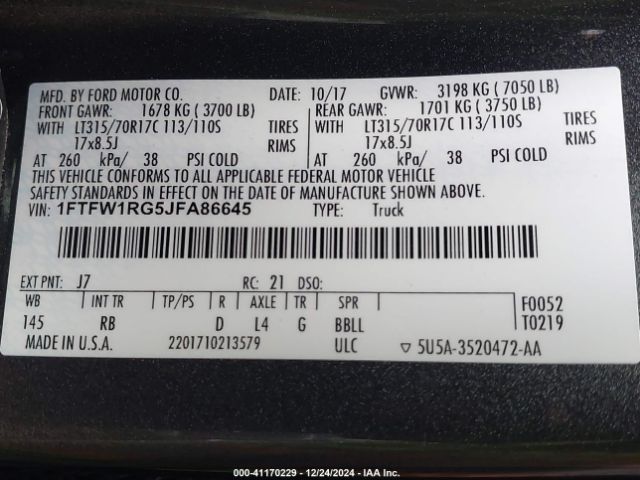 MFD. BY FORD MOTOR CO. DATE: 10/17 GVWR: 3198 KG ( 7050 LB)
FRONT GAWR: 1678 KG ( 3700 LB) REAR GAWR: 1701 KG ( 3750 LB)
WITH LT315/70R17C 113/110S TIRES WITH LT315/70R17C 113/110S TIRES
17x8.5J RIMS 17x8.5J RIMS
AT 260 kPa/ 38 PSI COLD AT 260 kPa/ 38 PSI COLD
THIS VEHICLE CONFORMS TO ALL APPLICABLE FEDERAL MOTOR VEHICLE
SAFETY STANDARDS IN EFFECT ON THE DATE OF MANUFACTURE SHOWN ABOVE.
VIN: 1FTFW1RG5JFA86645 TYPE: Truck
EXT PNT: J7 RC: 21 DSO:
WB INT TR TP/PS R AXLE TR SPR F0052
145 RB D L4 G BBLL T0219
MADE IN U.S.A. 2201710213579 ULC ▽ 5U5A-3520472-AA
000-41170229 - 12/24/2024 - IAA Inc.